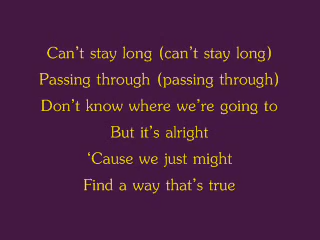 Can’t stay long (can’t stay long)
Passing through (passing through)
Don’t know where we’re going to
But it’s alright
‘Cause we just might
Find a way that’s true